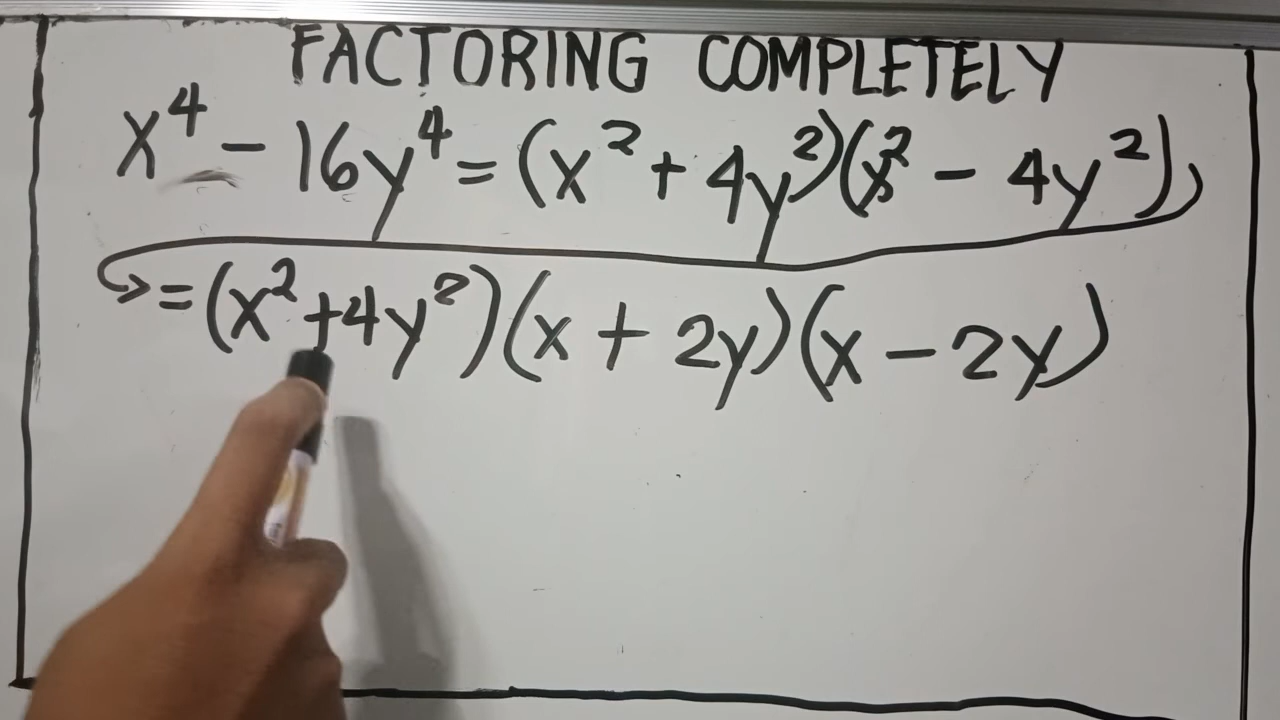 FACTORING COMPLETELY
x⁴ - 16y⁴ = (x² + 4y²)(x² - 4y²)
= (x² + 4y²)(x + 2y)(x - 2y)